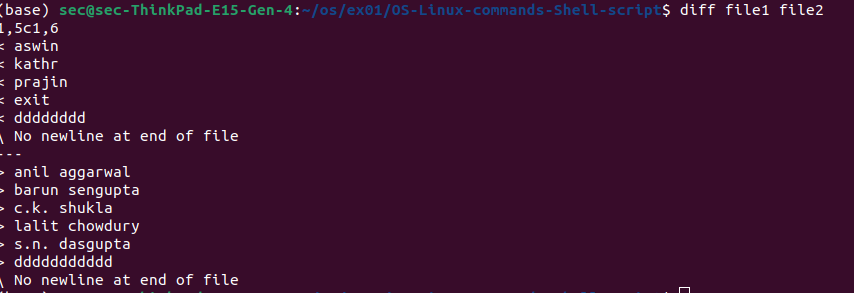 (base) sec@sec-ThinkPad-E15-Gen-4:~/os/ex01/OS-Linux-commands-Shell-script$ diff file1 file2
1,5c1,6
< aswin
< kathr
< prajin
< exit
< dddddddd
\ No newline at end of file
---
> anil aggarwal
> barun sengupta
> c.k. shukla
> lalit chowdury
> s.n. dasgupta
> ddddddddddd
\ No newline at end of file